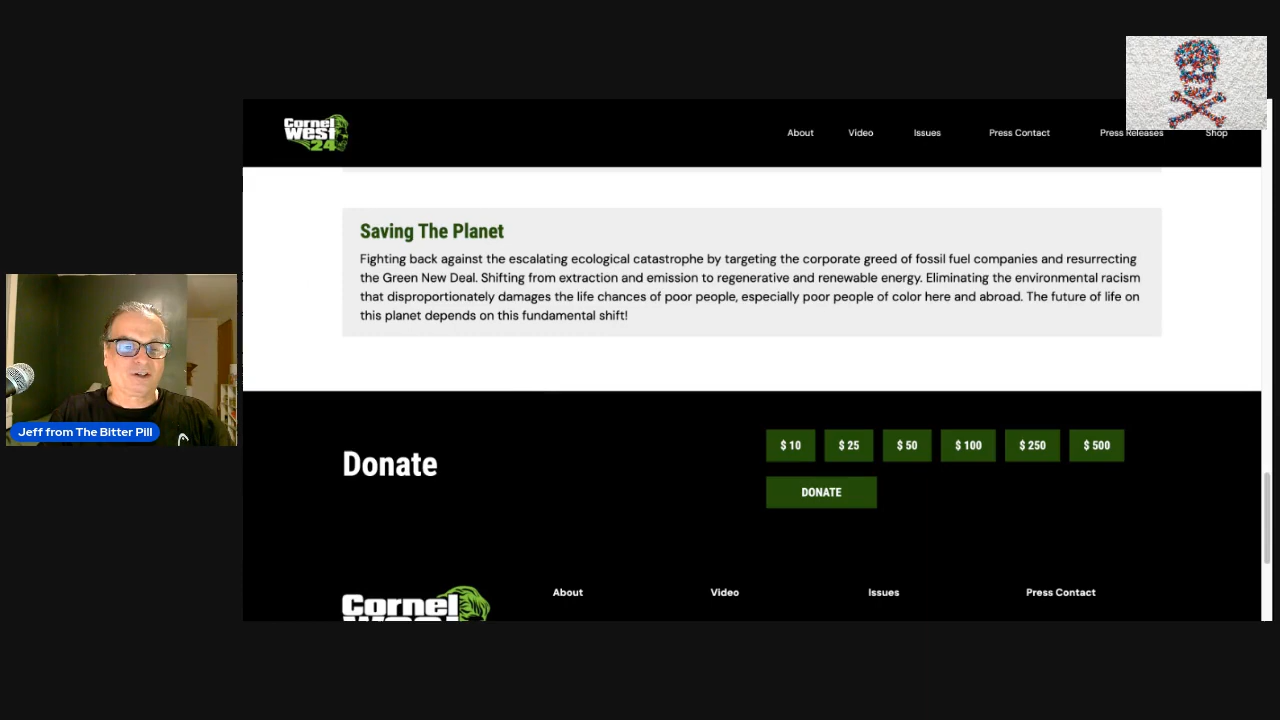 Cornel
West
24
About
Video
Issues
Press Contact
Press Releases
Shop
Saving The Planet
Fighting back against the escalating ecological catastrophe by targeting the corporate greed of fossil fuel companies and resurrecting
the Green New Deal. Shifting from extraction and emission to regenerative and renewable energy. Eliminating the environmental racism
that disproportionately damages the life chances of poor people, especially poor people of color here and abroad. The future of life on
this planet depends on this fundamental shift!
Jeff from The Bitter Pill
Donate
$ 10
$ 25
$ 50
$ 100
$ 250
$ 500
DONATE
Cornel
West
About
Video
Issues
Press Contact